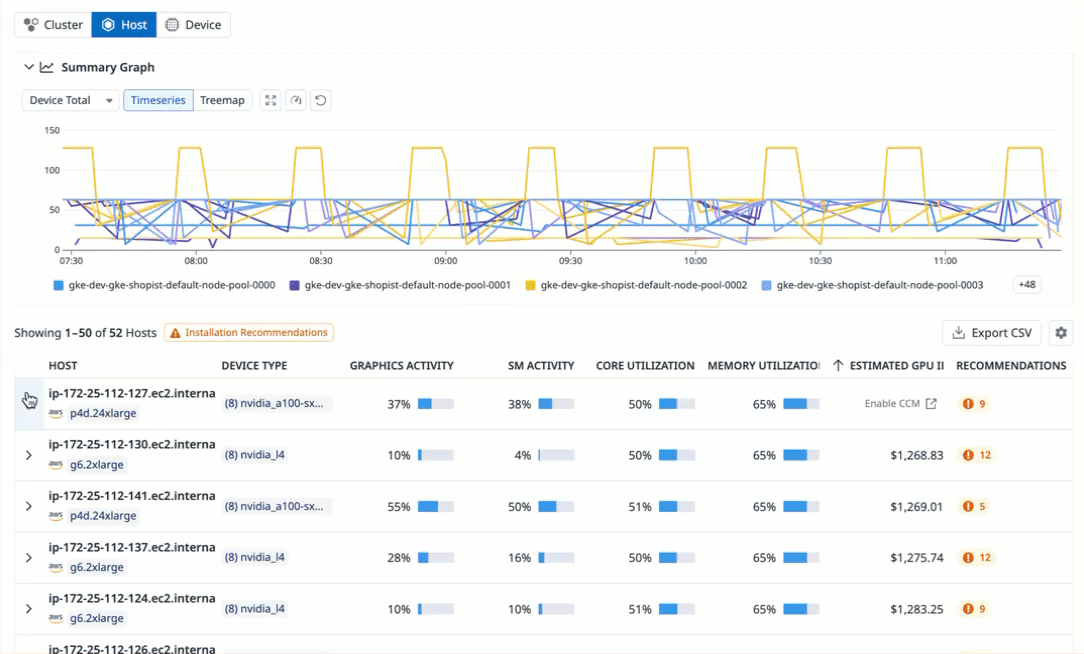 Cluster Host Device
Summary Graph
Device Total Timeseries Treemap
150
100
50
0
07:30 08:00 08:30 09:00 09:30 10:00 10:30 11:00
gke-dev-gke-shopist-default-node-pool-0000 gke-dev-gke-shopist-default-node-pool-0001 gke-dev-gke-shopist-default-node-pool-0002 gke-dev-gke-shopist-default-node-pool-0003 +48
Showing 1–50 of 52 Hosts Installation Recommendations Export CSV
HOST DEVICE TYPE GRAPHICS ACTIVITY SM ACTIVITY CORE UTILIZATION MEMORY UTILIZATIO ESTIMATED GPU II RECOMMENDATIONS
ip-172-25-112-127.ec2.interna
aws p4d.24xlarge
(8) nvidia_a100-sx... 37% 38% 50% 65% Enable CCM 9
ip-172-25-112-130.ec2.interna
aws g6.2xlarge
(8) nvidia_l4 10% 4% 50% 65% $1,268.83 12
ip-172-25-112-141.ec2.interna
aws p4d.24xlarge
(8) nvidia_a100-sx... 55% 50% 51% 65% $1,269.01 5
ip-172-25-112-137.ec2.interna
aws g6.2xlarge
(8) nvidia_l4 28% 16% 50% 65% $1,275.74 12
ip-172-25-112-124.ec2.interna
aws g6.2xlarge
(8) nvidia_l4 10% 10% 51% 65% $1,283.25 9
ip-172-25-112-126.ec2.interna